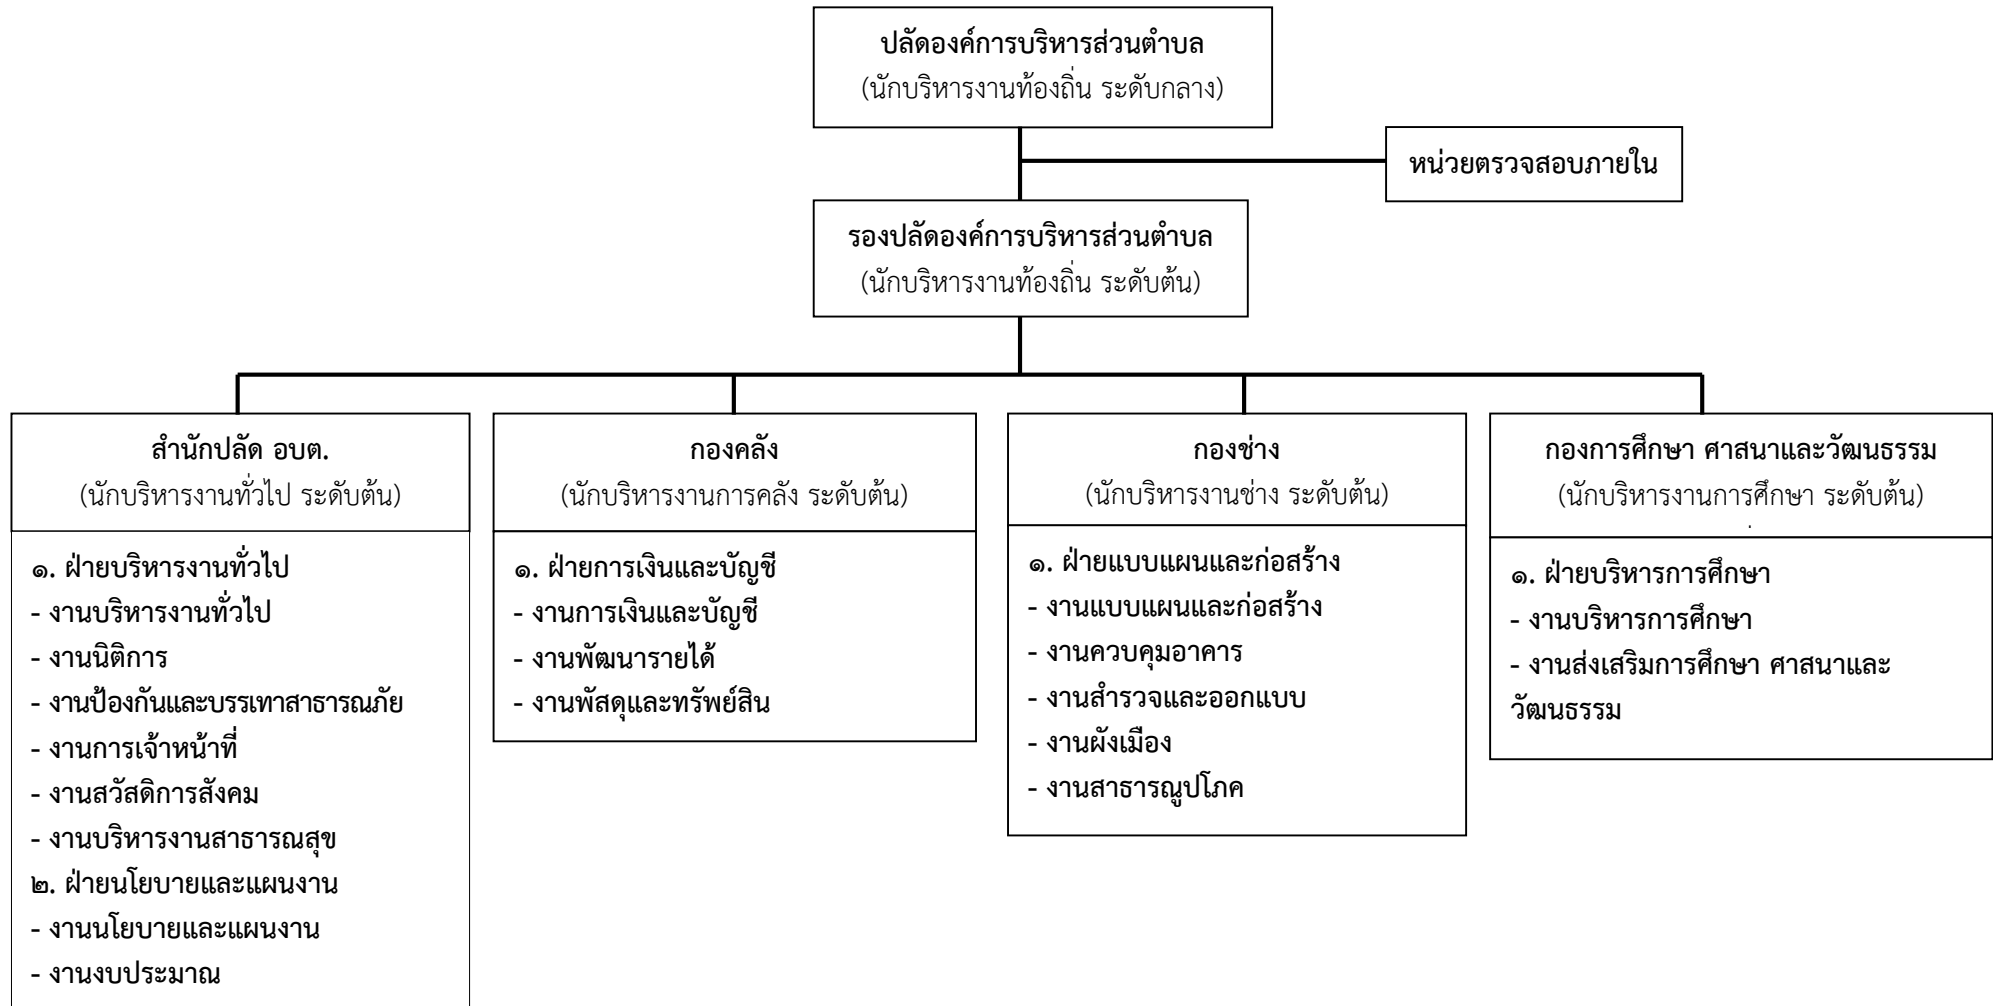 ปลัดองค์การบริหารส่วนตำบล
(นักบริหารงานท้องถิ่น ระดับกลาง)
หน่วยตรวจสอบภายใน
รองปลัดองค์การบริหารส่วนตำบล
(นักบริหารงานท้องถิ่น ระดับต้น)
สำนักปลัด อบต.
(นักบริหารงานทั่วไป ระดับต้น)
๑. ฝ่ายบริหารงานทั่วไป
- งานบริหารงานทั่วไป
- งานนิติการ
- งานป้องกันและบรรเทาสาธารณภัย
- งานการเจ้าหน้าที่
- งานสวัสดิการสังคม
- งานบริหารงานสาธารณสุข
๒. ฝ่ายนโยบายและแผนงาน
- งานนโยบายและแผนงาน
- งานงบประมาณ
กองคลัง
(นักบริหารงานการคลัง ระดับต้น)
๑. ฝ่ายการเงินและบัญชี
- งานการเงินและบัญชี
- งานพัฒนารายได้
- งานพัสดุและทรัพย์สิน
กองช่าง
(นักบริหารงานช่าง ระดับต้น)
๑. ฝ่ายแบบแผนและก่อสร้าง
- งานแบบแผนและก่อสร้าง
- งานควบคุมอาคาร
- งานสำรวจและออกแบบ
- งานผังเมือง
- งานสาธารณูปโภค
กองการศึกษา ศาสนาและวัฒนธรรม
(นักบริหารงานการศึกษา ระดับต้น)
๑. ฝ่ายบริหารการศึกษา
- งานบริหารการศึกษา
- งานส่งเสริมการศึกษา ศาสนาและ
วัฒนธรรม